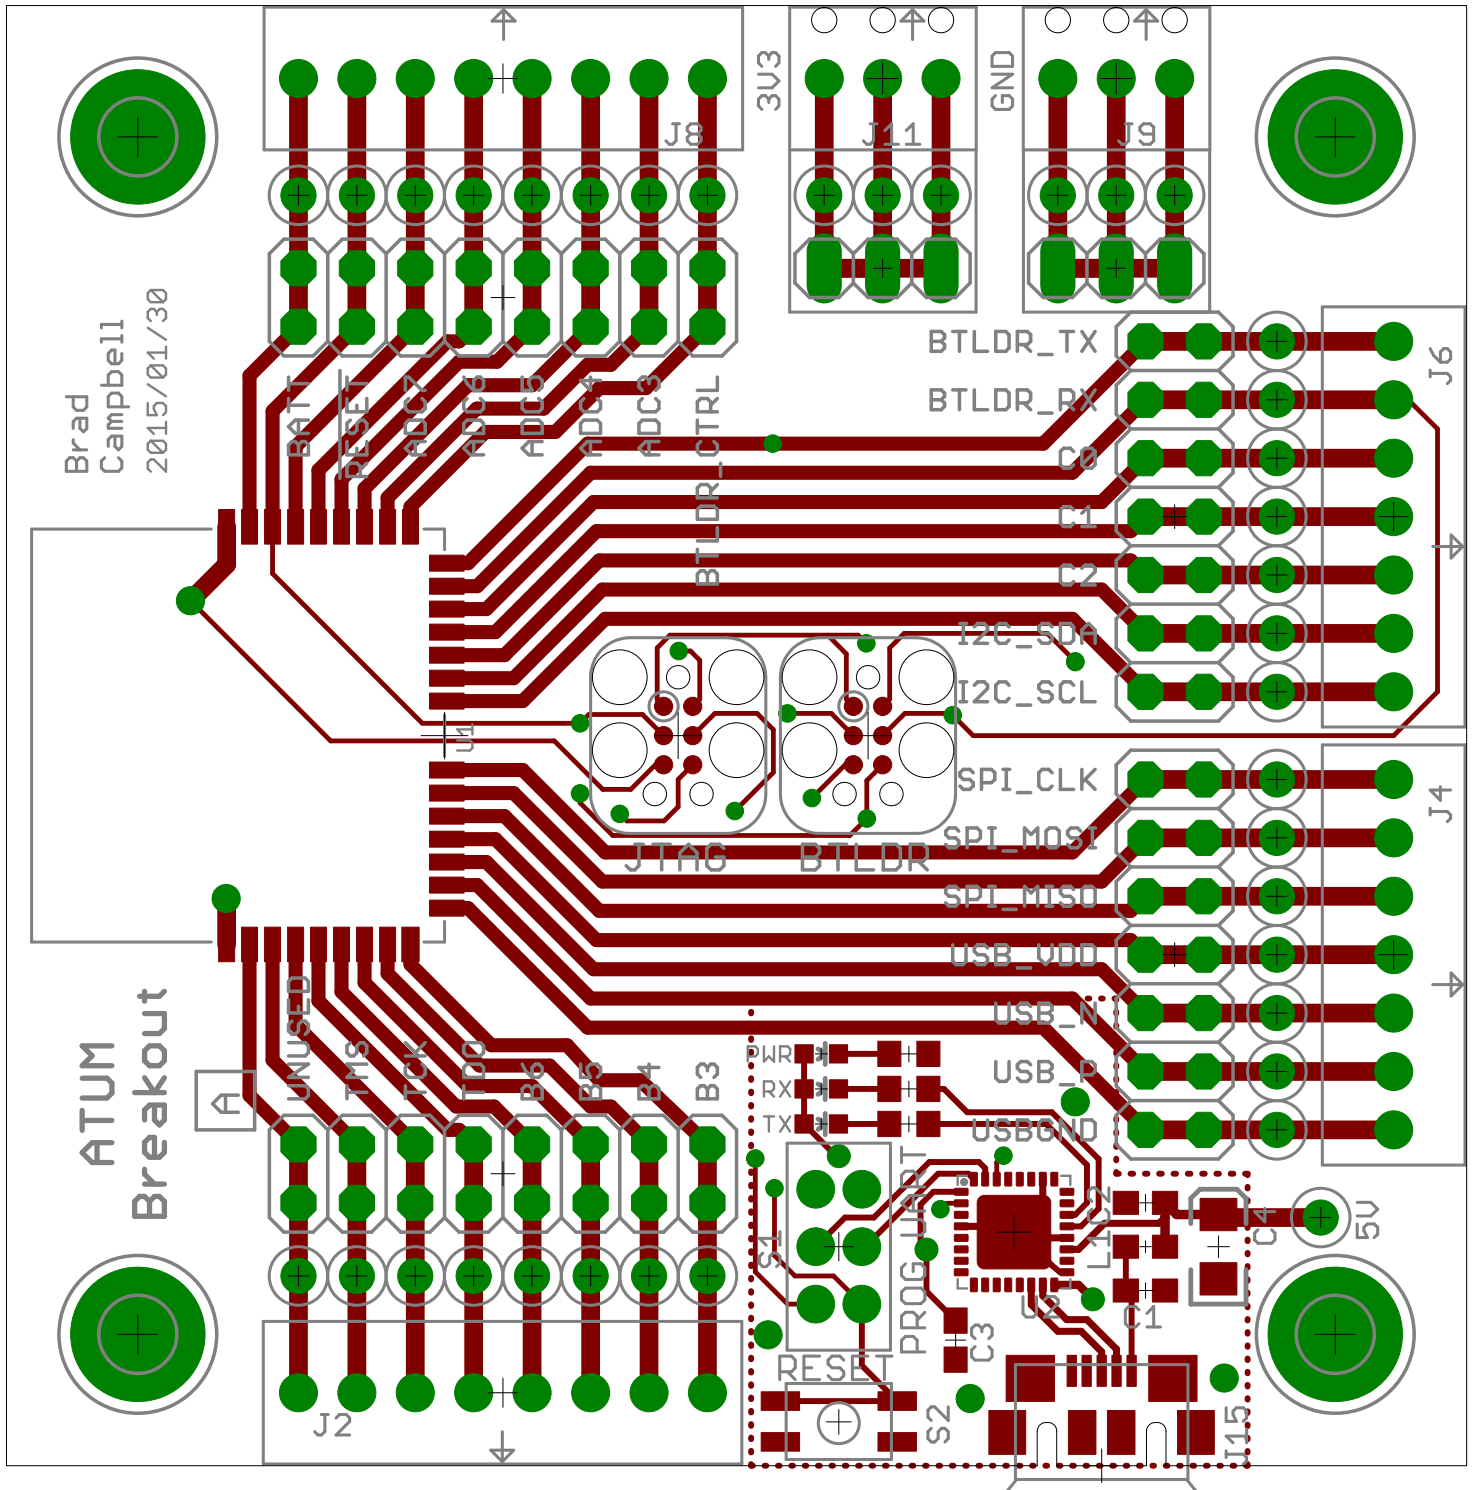 J8
3V3
J11
GND
J9
Brad
Campbell
2015/01/30
BATT
RESET
ADC7
ADC6
ADC5
ADC4
ADC3
BTLDR_CTRL
BTLDR_TX
BTLDR_RX
C0
C1
C2
I2C_SDA
I2C_SCL
J6
U1
JTAG
BTLDR
SPI_CLK
SPI_MOSI
SPI_MISO
USB_VDD
USB_N
USB_P
USBGND
J4
ATUM
Breakout
A
UNUSED
TMS
TCK
TDO
B6
B5
B4
B3
J2
PWR
RX
TX
S1
PROG UART
RESET
S2
C3
U2
L1
C2
C1
C4
5V
J15